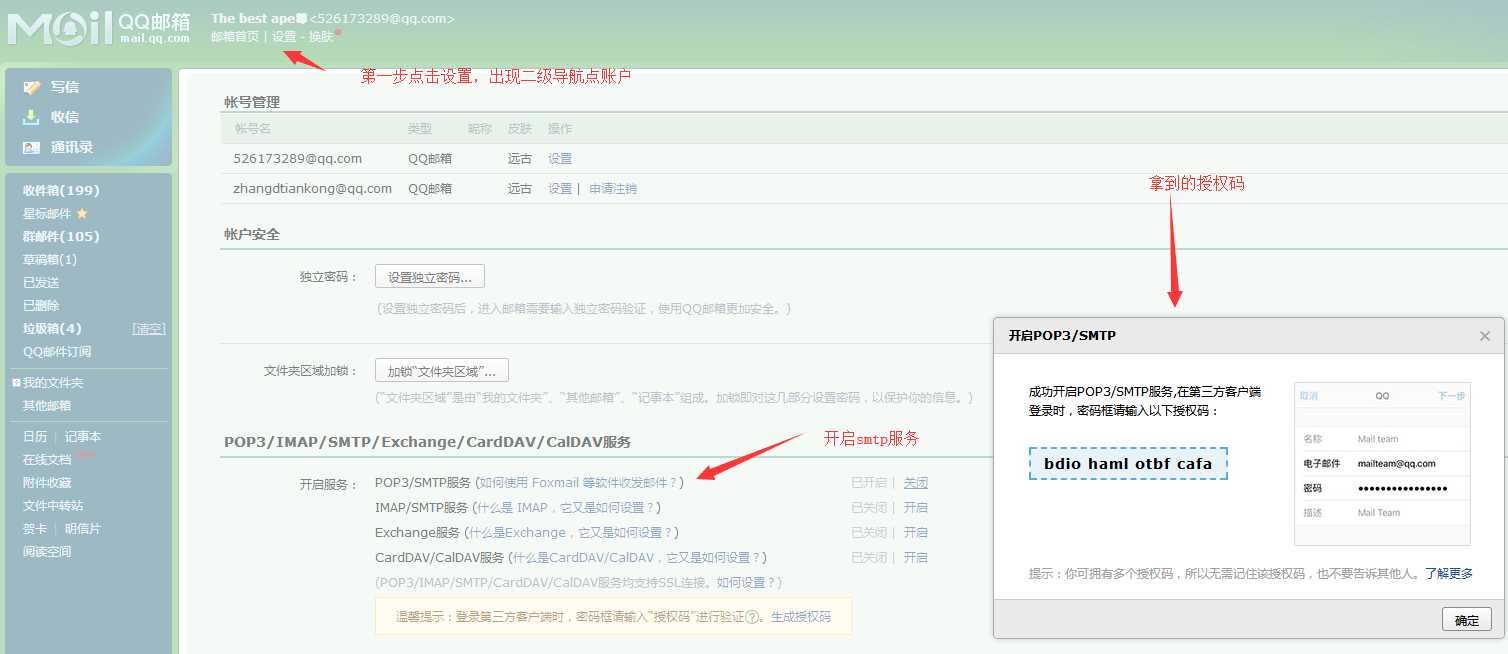 Mail QQ邮箱
mail.qq.com
The best ape<526173289@qq.com>
邮箱首页 | 设置 - 换肤
第一步点击设置，出现二级导航点账户
写信
收信
通讯录
收件箱(199)
星标邮件
群邮件(105)
草稿箱(1)
已发送
已删除
垃圾箱(4) [清空]
QQ邮件订阅
我的文件夹
其他邮箱
日历 | 记事本
在线文档
附件收藏
文件中转站
贺卡 | 明信片
阅读空间
帐号管理
帐号名 类型 昵称 皮肤 操作
526173289@qq.com QQ邮箱 远古 设置
zhangdtiankong@qq.com QQ邮箱 远古 设置 | 申请注销
帐户安全
独立密码： 设置独立密码...
(设置独立密码后，进入邮箱需要输入独立密码验证，使用QQ邮箱更加安全。)
文件夹区域加锁： 加锁“文件夹区域”...
(“文件夹区域”是由“我的文件夹”、“其他邮箱”、“记事本”组成。加锁即对这几部分设置密码，以保护你的信息。)
POP3/IMAP/SMTP/Exchange/CardDAV/CalDAV服务
开启smtp服务
开启服务： POP3/SMTP服务 (如何使用 Foxmail 等软件收发邮件？) 已开启 | 关闭
IMAP/SMTP服务 (什么是 IMAP，它又是如何设置？) 已关闭 | 开启
Exchange服务 (什么是Exchange，它又是如何设置？) 已关闭 | 开启
CardDAV/CalDAV服务 (什么是CardDAV/CalDAV，它又是如何设置？) 已关闭 | 开启
(POP3/IMAP/SMTP/CardDAV/CalDAV服务均支持SSL连接。如何设置？)
温馨提示：登录第三方客户端时，密码框请输入“授权码”进行验证?。生成授权码
拿到的授权码
开启POP3/SMTP ×
成功开启POP3/SMTP服务,在第三方客户端
登录时，密码框请输入以下授权码：
bdio haml otbf cafa
取消 QQ 下一步
名称 Mail team
电子邮件 mailteam@qq.com
密码 ●●●●●●●●●●●●●●●●
描述 Mail Team
提示：你可拥有多个授权码，所以无需记住该授权码，也不要告诉其他人。了解更多
确定